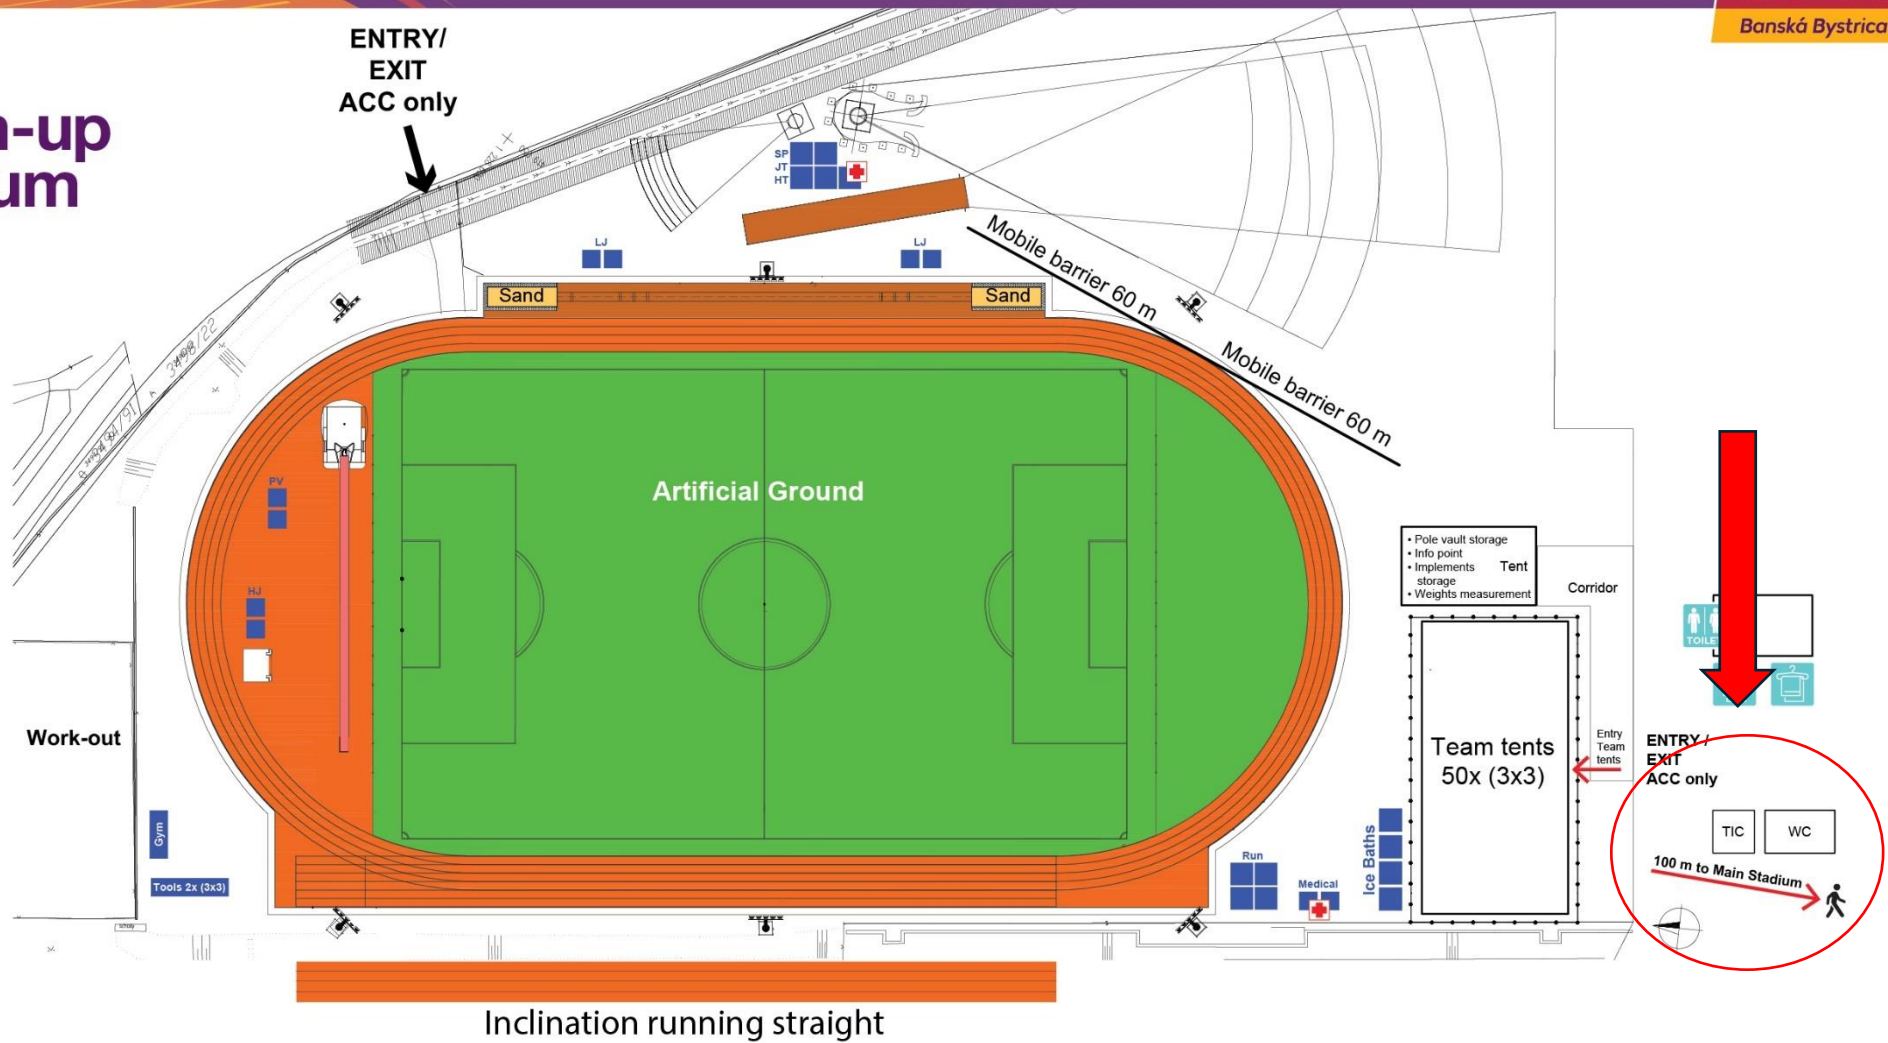 Banská Bystrica
ENTRY/
EXIT
ACC only
-up
um
SP
JT
HT
LJ
LJ
Mobile barrier 60 m
Sand
Sand
3498/22
Mobile barrier 60 m
Artificial Ground
PV
• Pole vault storage
• Info point
• Implements storage
• Weights measurement
Tent
Corridor
HJ
TOILE
Work-out
Team tents
50x (3x3)
Entry
Team
tents
ENTRY /
EXIT
ACC only
Gym
Tools 2x (3x3)
Ice Baths
Run
Medical
TIC
WC
100 m to Main Stadium
Inclination running straight